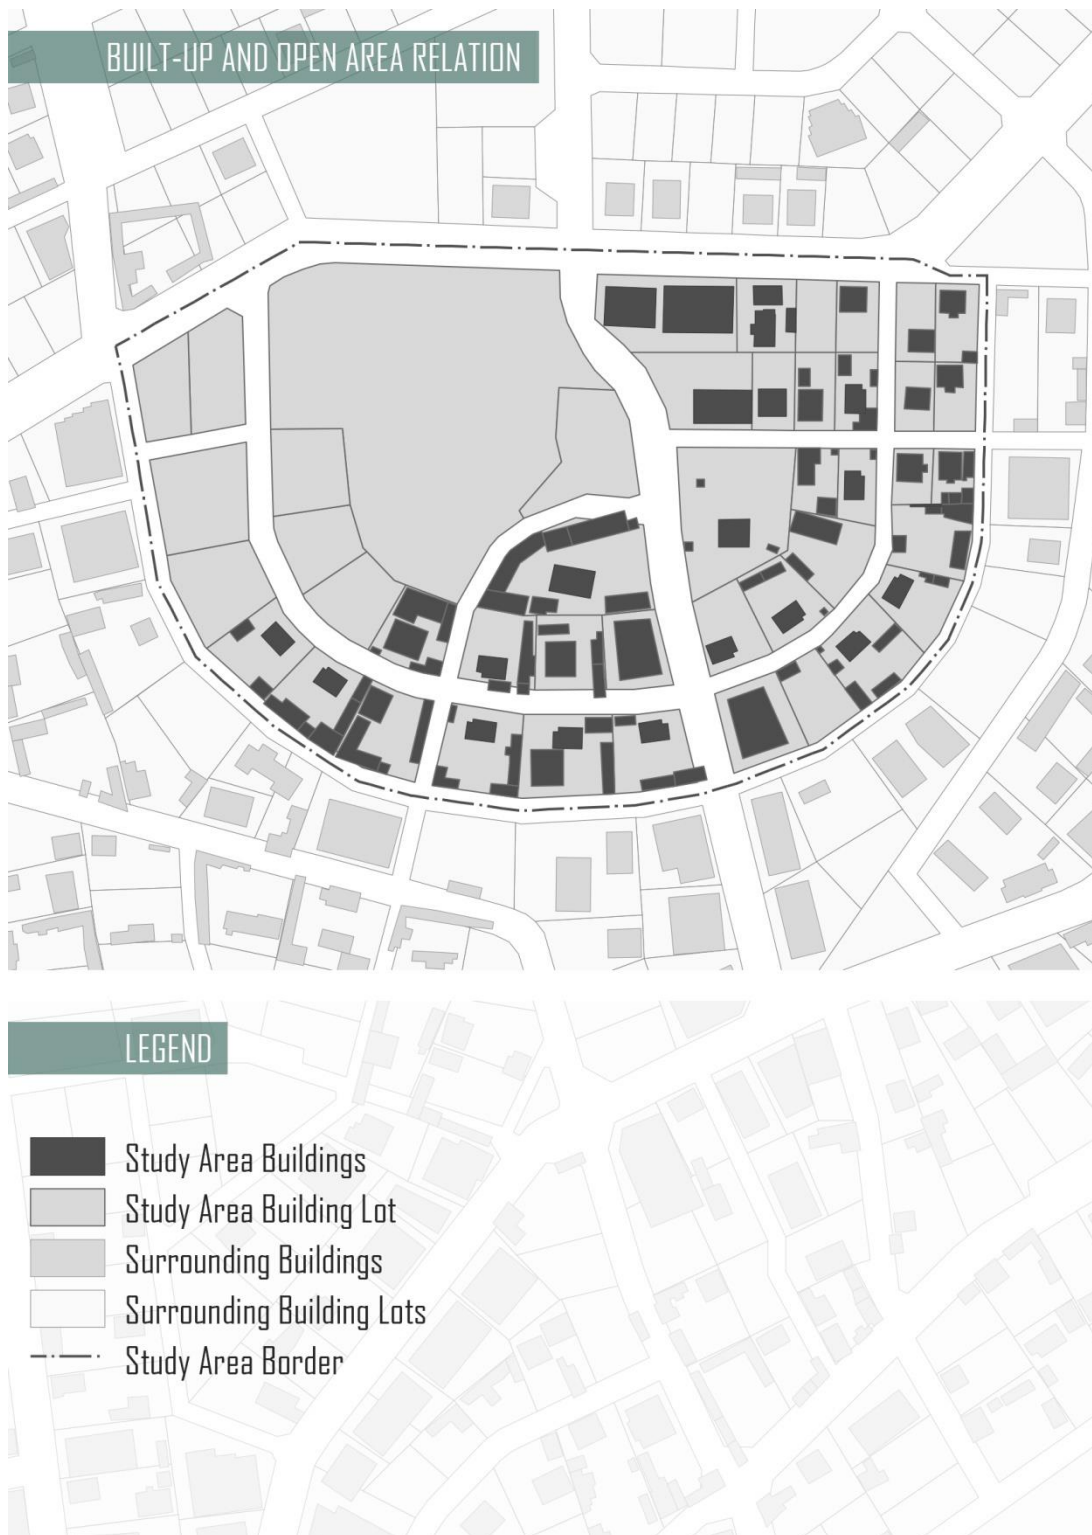 BUILT-UP AND OPEN AREA RELATION
LEGEND
Study Area Buildings
Study Area Building Lot
Surrounding Buildings
Surrounding Building Lots
Study Area Border